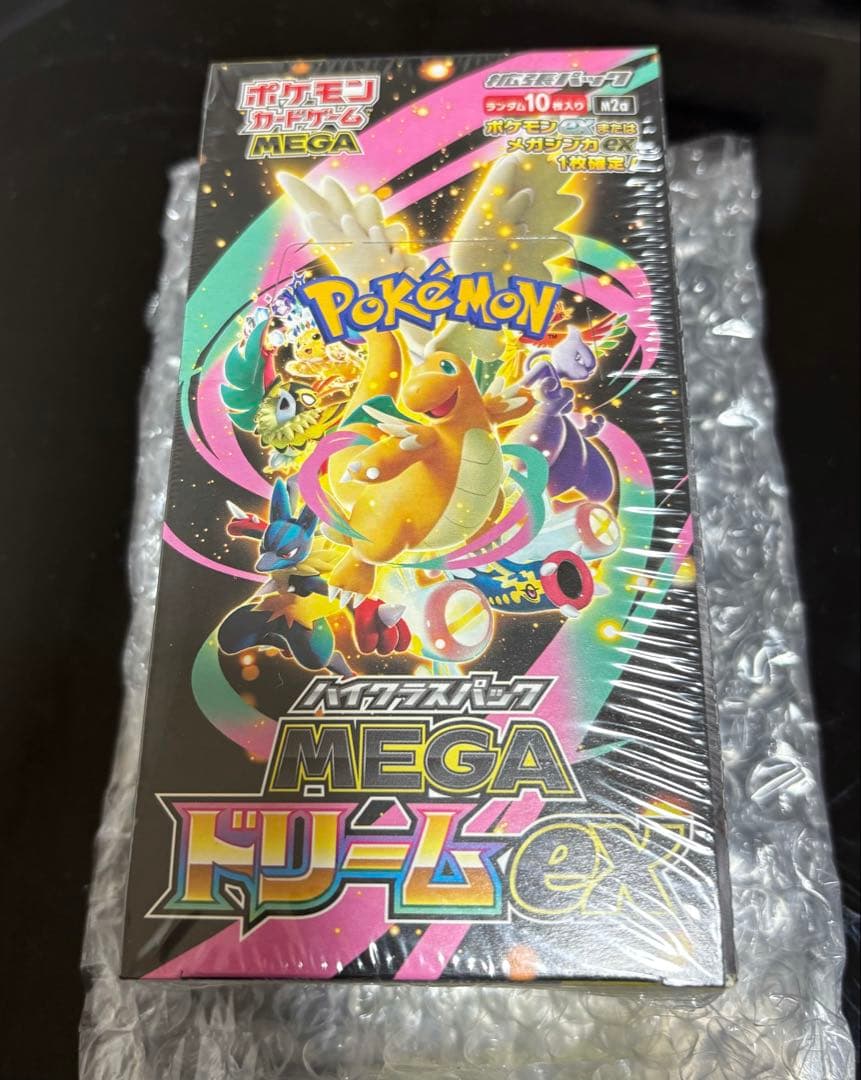 ポケモン
カードゲーム
MEGA
拡張パック
ランダム10枚入り M2a
ポケモンexまたは
メガシンカex
1枚確定!
POKéMON
TM
ハイクラスパック
MEGA
ドリームex